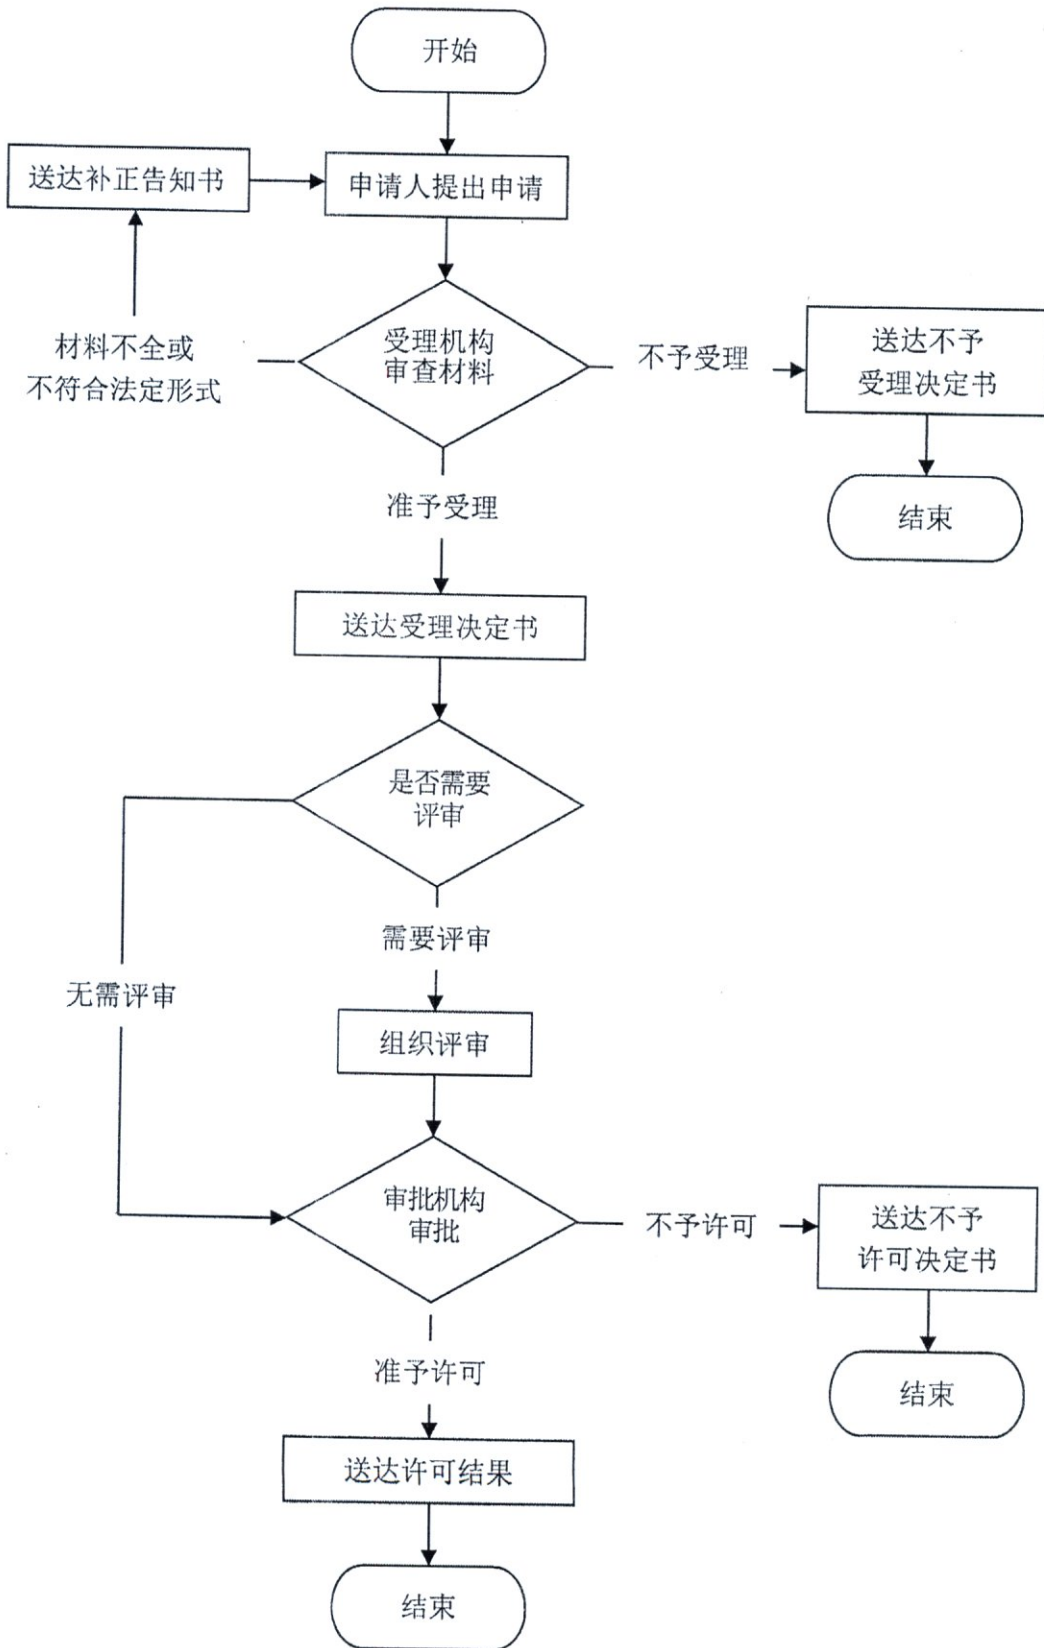 开始
送达补正告知书
申请人提出申请
材料不全或
不符合法定形式
受理机构
审查材料
不予受理
送达不予
受理决定书
结束
准予受理
送达受理决定书
是否需要
评审
需要评审
无需评审
组织评审
审批机构
审批
不予许可
送达不予
许可决定书
结束
准予许可
送达许可结果
结束